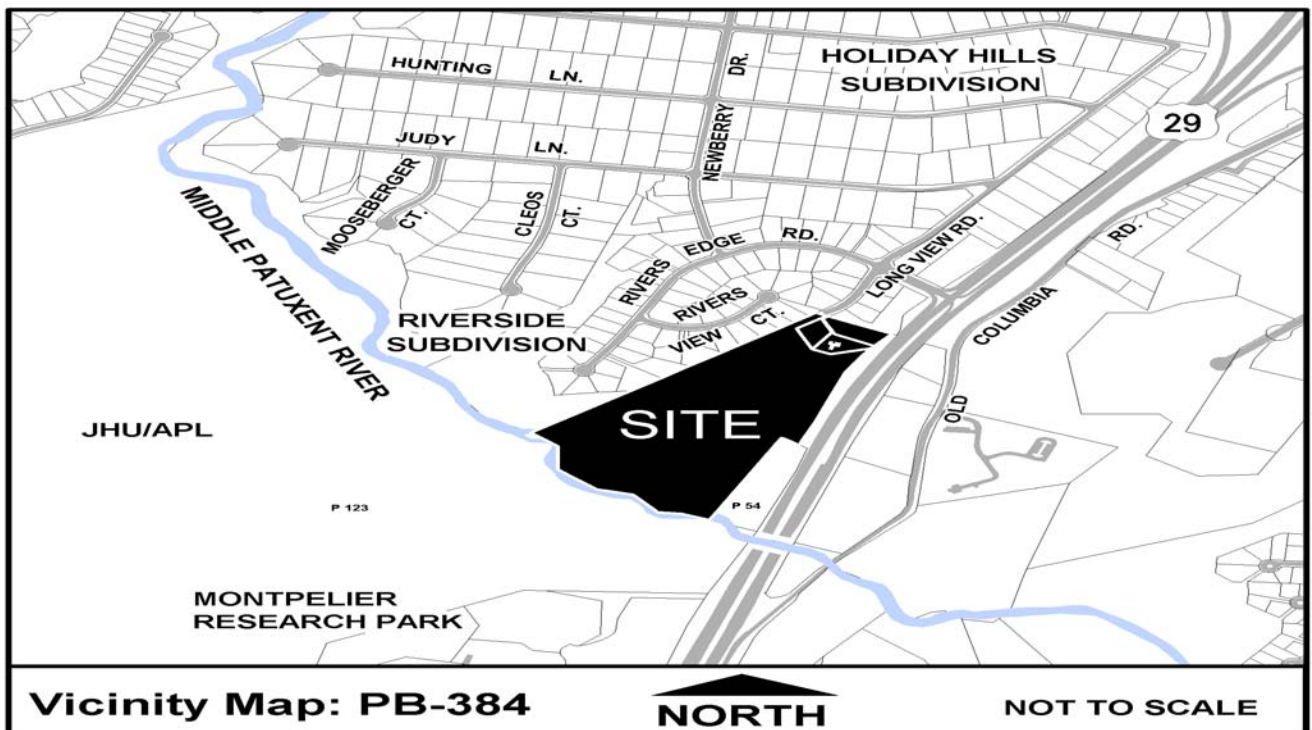 HUNTING LN.
DR.
HOLIDAY HILLS
SUBDIVISION
29
JUDY LN.
NEWBERRY
MOOSEBERGER
CT.
CLEOS
CT.
MIDDLE PATUXENT RIVER
RIVERS EDGE RD.
LONG VIEW RD.
OLD COLUMBIA RD.
RIVERS
VIEW CT.
RIVERSIDE
SUBDIVISION
SITE
JHU/APL
P 123
P 54
MONTPELIER
RESEARCH PARK
Vicinity Map: PB-384
NORTH
NOT TO SCALE